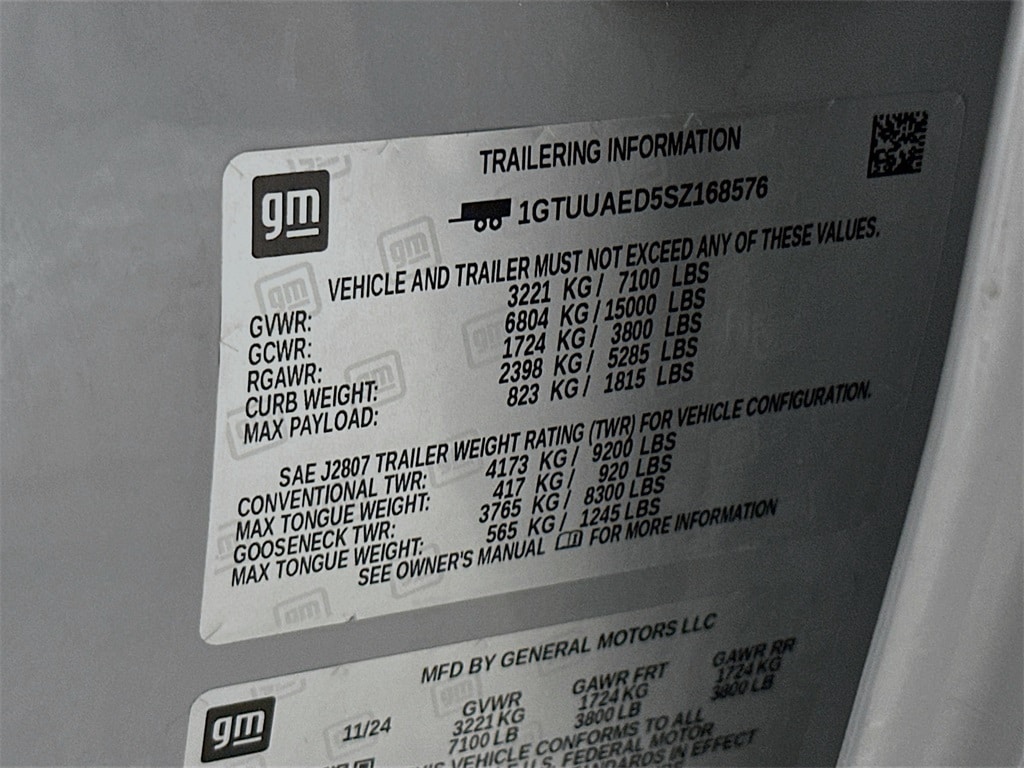 TRAILERING INFORMATION
gm
1GTUUAED5SZ168576
VEHICLE AND TRAILER MUST NOT EXCEED ANY OF THESE VALUES.
GVWR: 3221 KG / 7100 LBS
GCWR: 6804 KG / 15000 LBS
RGAWR: 1724 KG / 3800 LBS
CURB WEIGHT: 2398 KG / 5285 LBS
MAX PAYLOAD: 823 KG / 1815 LBS
SAE J2807 TRAILER WEIGHT RATING (TWR) FOR VEHICLE CONFIGURATION.
CONVENTIONAL TWR: 4173 KG / 9200 LBS
MAX TONGUE WEIGHT: 417 KG / 920 LBS
GOOSENECK TWR: 3765 KG / 8300 LBS
MAX TONGUE WEIGHT: 565 KG / 1245 LBS
SEE OWNER'S MANUAL FOR MORE INFORMATION
MFD BY GENERAL MOTORS LLC
gm
11/24
GVWR GAWR FRT GAWR RR
3221 KG 1724 KG 1724 KG
7100 LB 3800 LB 3800 LB
VEHICLE CONFORMS TO ALL
U.S. FEDERAL MOTOR
IN EFFECT